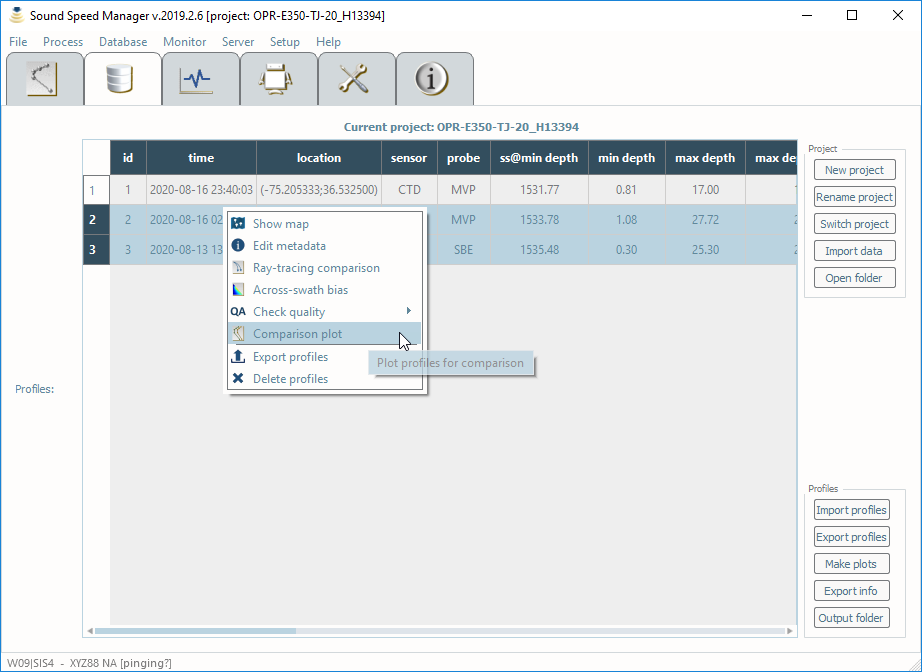 Sound Speed Manager v.2019.2.6 [project: OPR-E350-TJ-20_H13394]
File Process Database Monitor Server Setup Help
Current project: OPR-E350-TJ-20_H13394
id time location sensor probe ss@min depth min depth max depth max de
1 1 2020-08-16 23:40:03 (-75.205333;36.532500) CTD MVP 1531.77 0.81 17.00
2 2 2020-08-16 02 MVP 1533.78 1.08 27.72
3 3 2020-08-13 13 SBE 1535.48 0.30 25.30
Show map
Edit metadata
Ray-tracing comparison
Across-swath bias
QA Check quality
Comparison plot
Export profiles
Delete profiles
Plot profiles for comparison
Profiles:
Project
New project
Rename project
Switch project
Import data
Open folder
Profiles
Import profiles
Export profiles
Make plots
Export info
Output folder
W09|SIS4 - XYZ88 NA [pinging?]